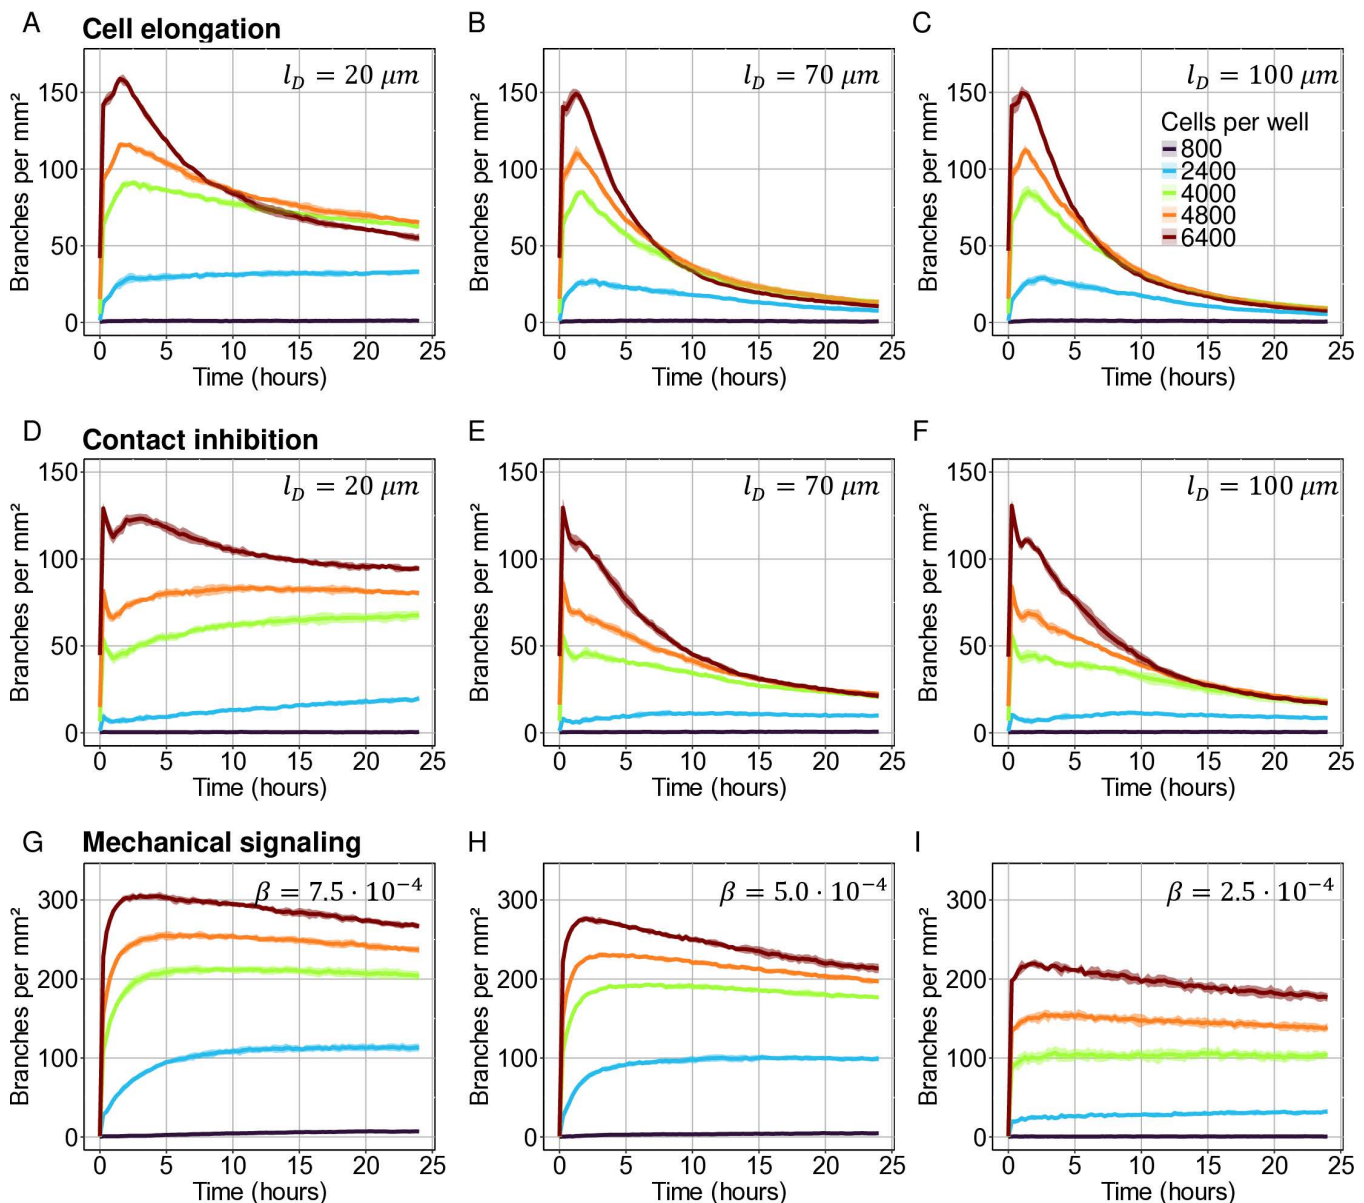 A Cell elongation
B
C
l_D = 20 μm
l_D = 70 μm
l_D = 100 μm
Branches per mm²
150
100
50
0
0 5 10 15 20 25
Time (hours)
Branches per mm²
150
100
50
0
0 5 10 15 20 25
Time (hours)
Branches per mm²
150
100
50
0
0 5 10 15 20 25
Time (hours)
Cells per well
800
2400
4000
4800
6400
D Contact inhibition
E
F
l_D = 20 μm
l_D = 70 μm
l_D = 100 μm
Branches per mm²
150
100
50
0
0 5 10 15 20 25
Time (hours)
Branches per mm²
150
100
50
0
0 5 10 15 20 25
Time (hours)
Branches per mm²
150
100
50
0
0 5 10 15 20 25
Time (hours)
G Mechanical signaling
H
I
β = 7.5 · 10⁻⁴
β = 5.0 · 10⁻⁴
β = 2.5 · 10⁻⁴
Branches per mm²
300
200
100
0
0 5 10 15 20 25
Time (hours)
Branches per mm²
300
200
100
0
0 5 10 15 20 25
Time (hours)
Branches per mm²
300
200
100
0
0 5 10 15 20 25
Time (hours)